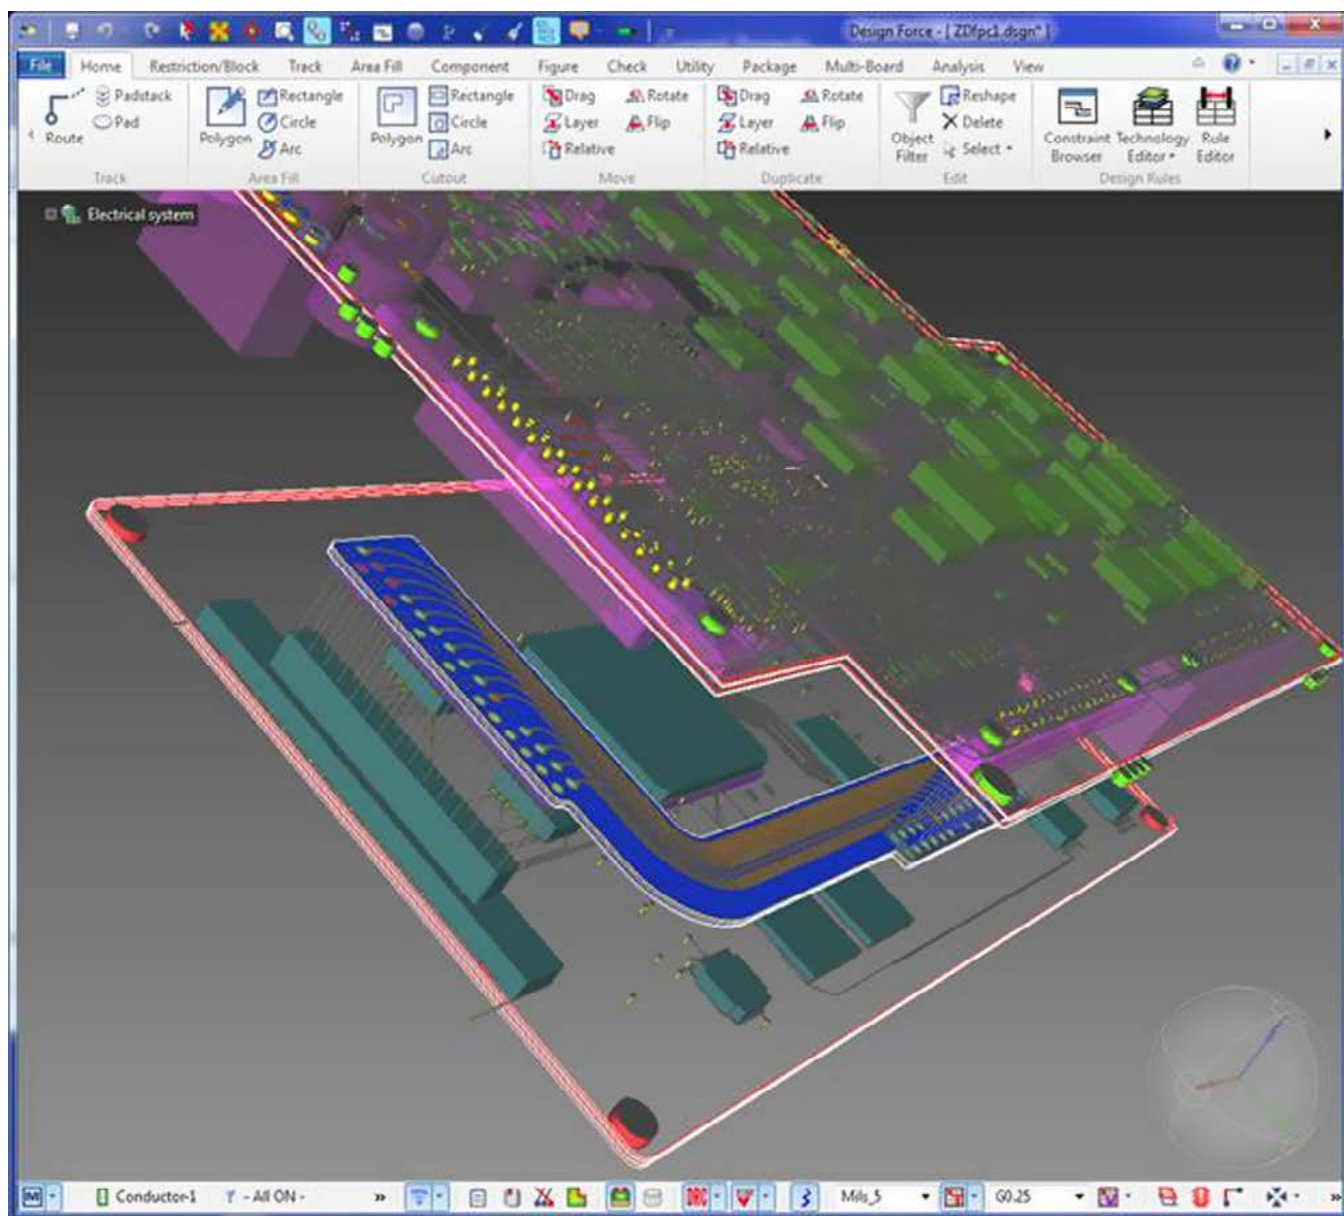 Design Force - [ ZDfpc1.dsgn* ]
File Home Restriction/Block Track Area Fill Component Figure Check Utility Package Multi-Board Analysis View
Padstack Rectangle Rectangle Drag Rotate Drag Rotate Reshape
Pad Circle Circle Layer Flip Layer Flip Delete
Route Polygon Arc Polygon Arc Relative Relative Object Filter Select Constraint Browser Technology Editor Rule Editor
Track Area Fill Cutout Move Duplicate Edit Design Rules
Electrical system
Conductor-1 - All ON - » DRC Mils_5 G0.25 »